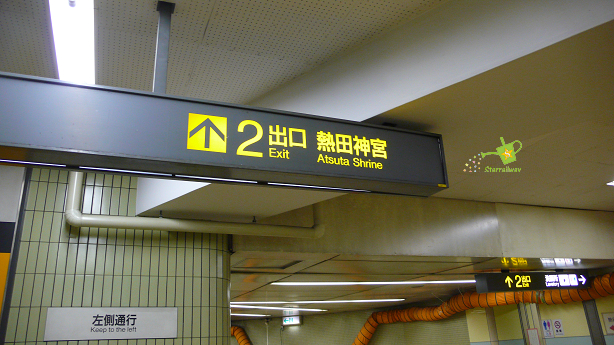 2 出口 熱田神宮
Exit Atsuta Shrine
Starrailway
2出口
Exit
左側通行
Keep to the left